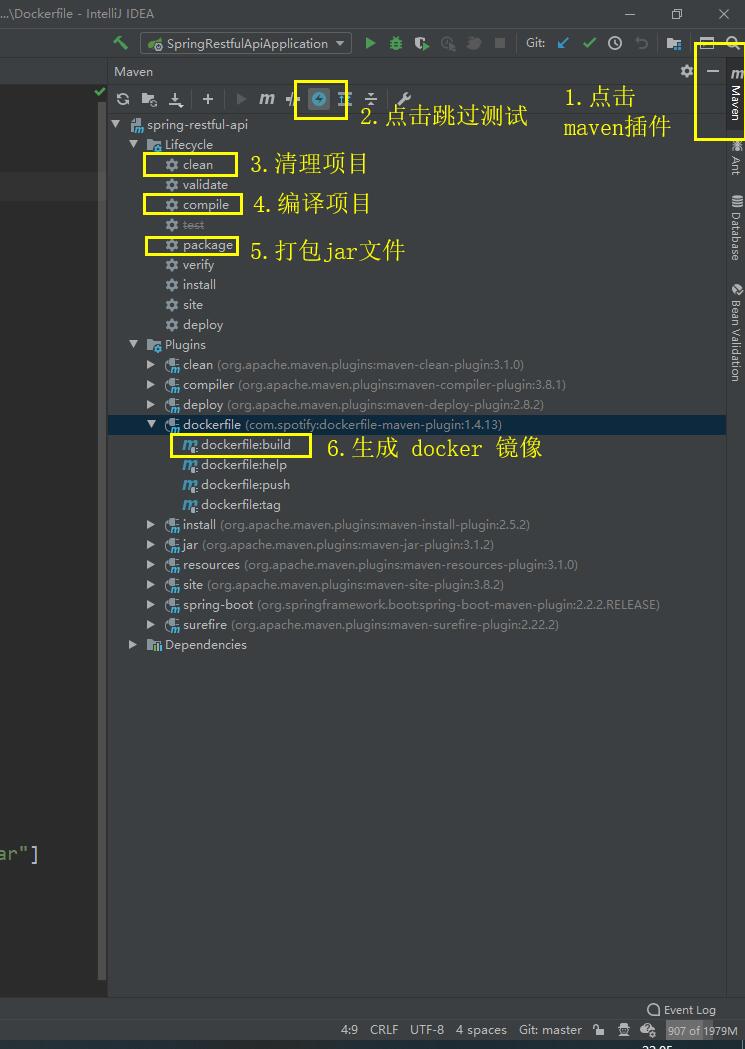 ...\Dockerfile - IntelliJ IDEA
SpringRestfulApiApplication
Git:
Maven
1.点击
maven插件
2.点击跳过测试
m
Maven
spring-restful-api
Lifecycle
clean
3.清理项目
validate
compile
4.编译项目
test
package
5.打包jar文件
verify
install
site
deploy
Ant
Database
Bean Validation
Plugins
clean (org.apache.maven.plugins:maven-clean-plugin:3.1.0)
compiler (org.apache.maven.plugins:maven-compiler-plugin:3.8.1)
deploy (org.apache.maven.plugins:maven-deploy-plugin:2.8.2)
dockerfile (com.spotify:dockerfile-maven-plugin:1.4.13)
dockerfile:build
6.生成 docker 镜像
dockerfile:help
dockerfile:push
dockerfile:tag
install (org.apache.maven.plugins:maven-install-plugin:2.5.2)
jar (org.apache.maven.plugins:maven-jar-plugin:3.1.2)
resources (org.apache.maven.plugins:maven-resources-plugin:3.1.0)
site (org.apache.maven.plugins:maven-site-plugin:3.8.2)
spring-boot (org.springframework.boot:spring-boot-maven-plugin:2.2.2.RELEASE)
surefire (org.apache.maven.plugins:maven-surefire-plugin:2.22.2)
Dependencies
ar"]
Event Log
4:9 CRLF UTF-8 4 spaces Git: master 907 of 1979M